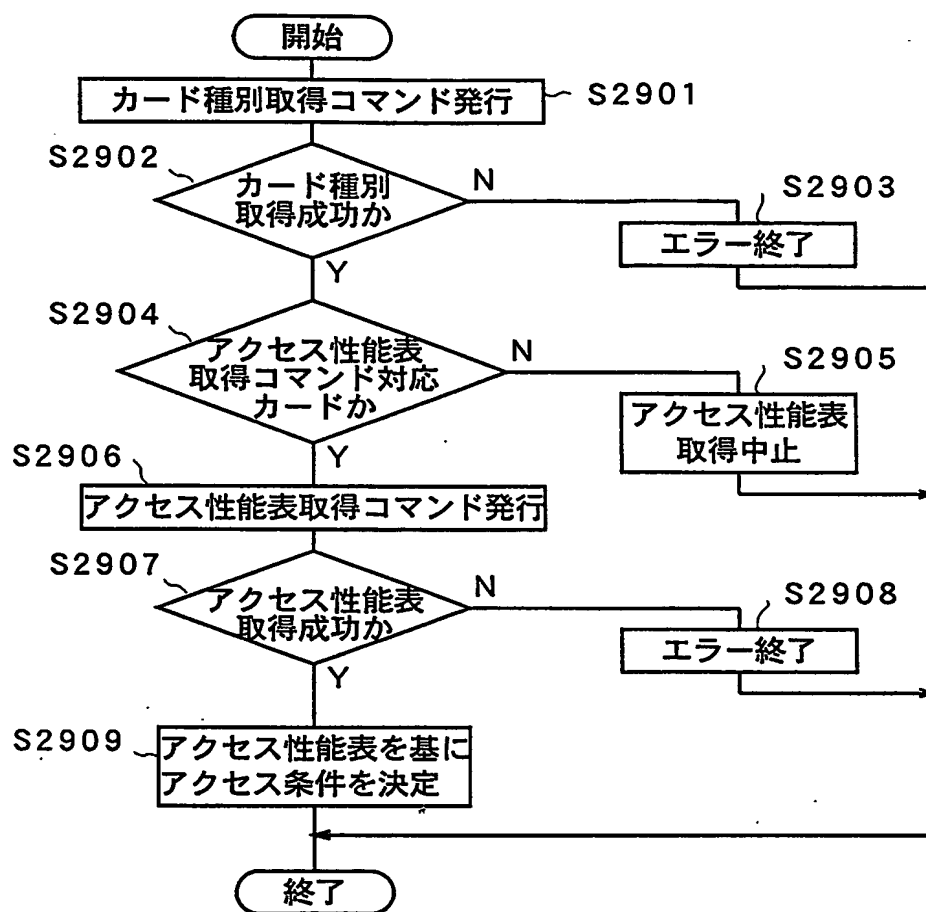 開始
カード種別取得コマンド発行
S2901
S2902
カード種別
取得成功か
N
S2903
エラー終了
Y
S2904
アクセス性能表
取得コマンド対応
カードか
N
S2905
アクセス性能表
取得中止
Y
S2906
アクセス性能表取得コマンド発行
S2907
アクセス性能表
取得成功か
N
S2908
エラー終了
Y
S2909
アクセス性能表を基に
アクセス条件を決定
終了